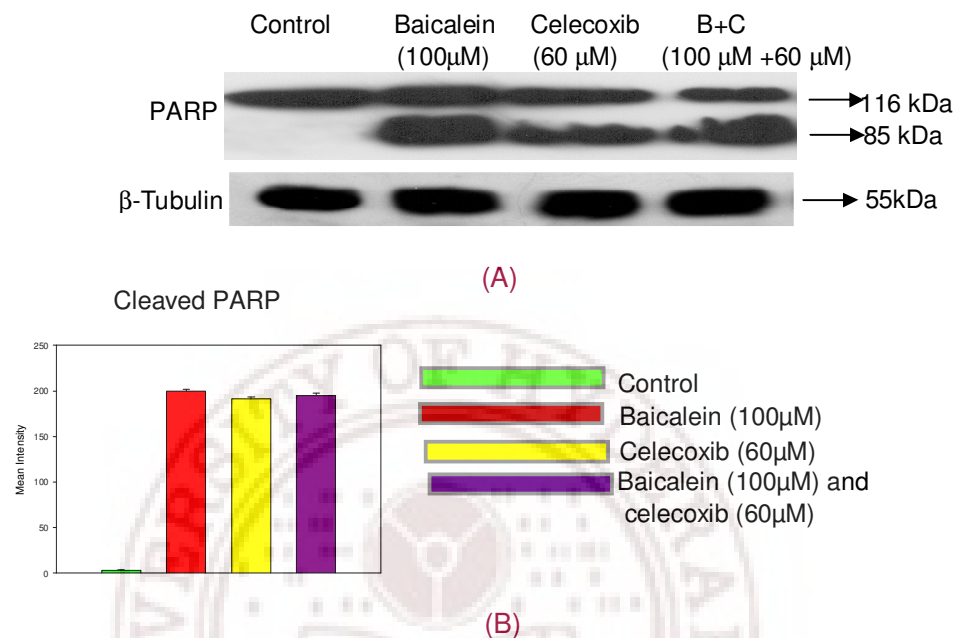 Control Baicalein Celecoxib B+C
(100μM) (60 μM) (100 μM +60 μM)
PARP
116 kDa
85 kDa
β-Tubulin
55kDa
(A)
Cleaved PARP
250
200
150
100
50
0
Mean Intensity
Control
Baicalein (100μM)
Celecoxib (60μM)
Baicalein (100μM) and
celecoxib (60μM)
(B)